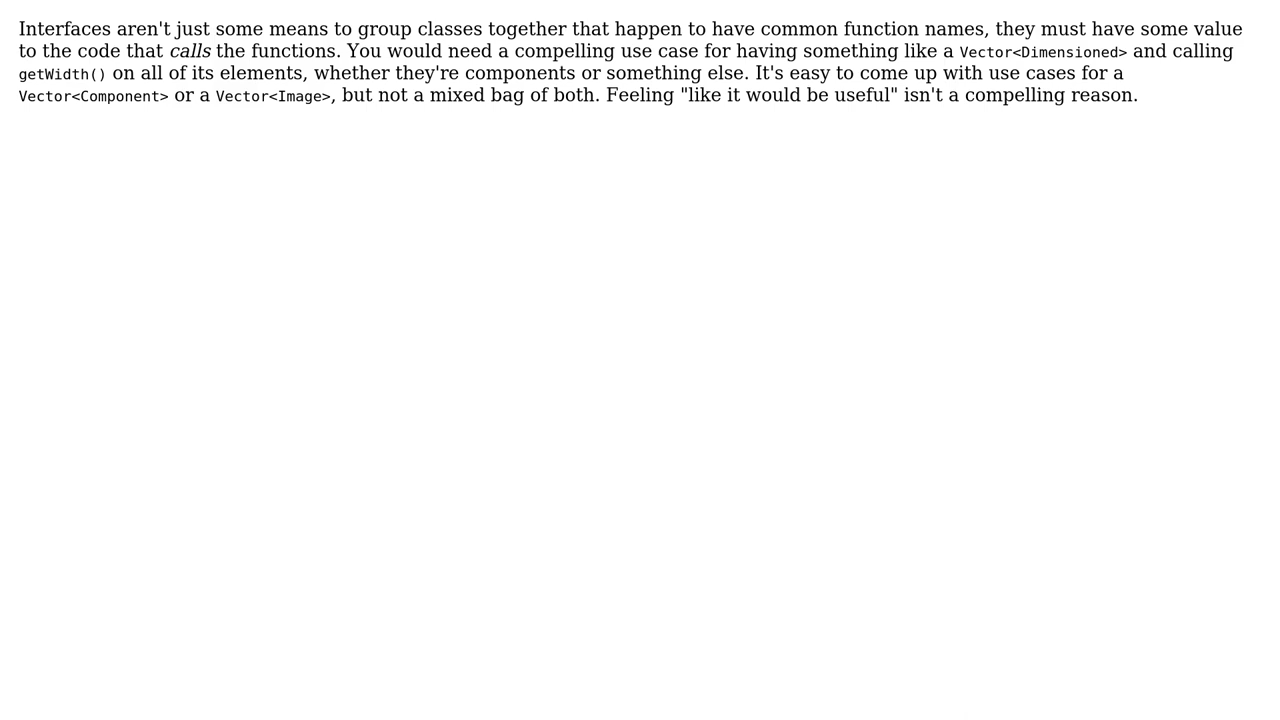 Interfaces aren't just some means to group classes together that happen to have common function names, they must have some value
to the code that calls the functions. You would need a compelling use case for having something like a Vector<Dimensioned> and calling
getWidth() on all of its elements, whether they're components or something else. It's easy to come up with use cases for a
Vector<Component> or a Vector<Image>, but not a mixed bag of both. Feeling "like it would be useful" isn't a compelling reason.